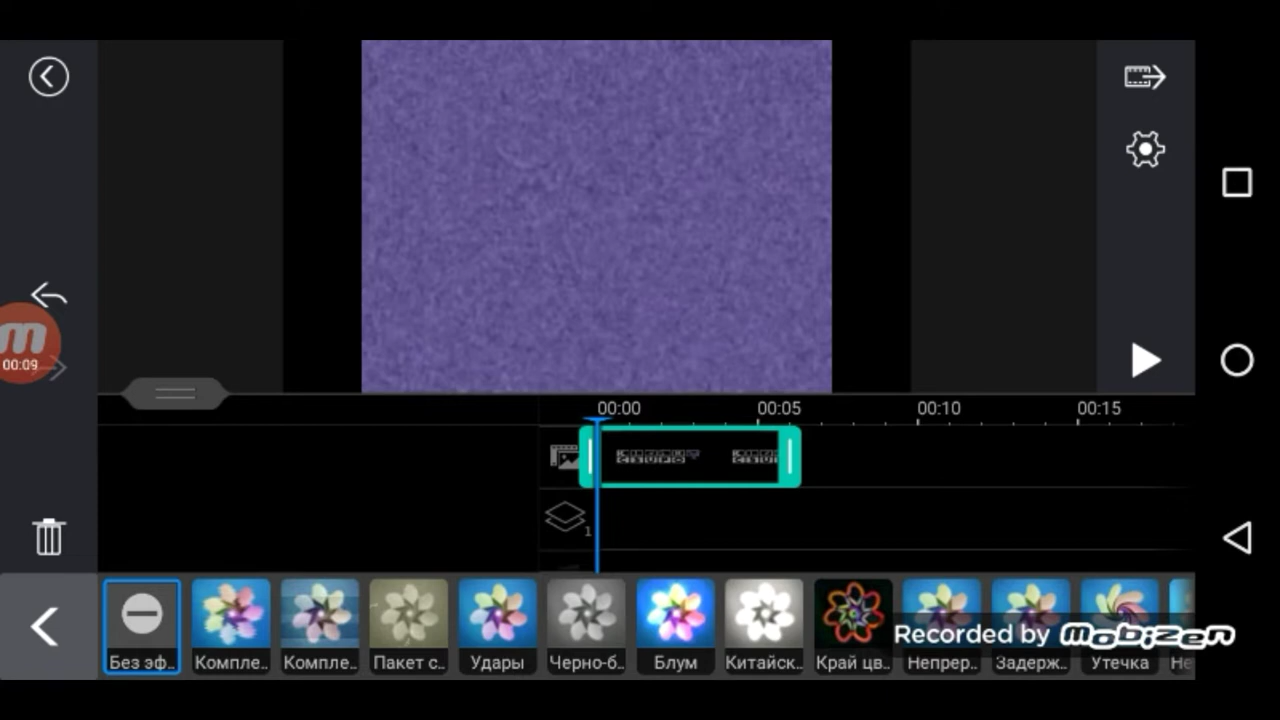 00:09
00:00 00:05 00:10 00:15
1
Без эф.. Компле.. Компле.. Пакет с.. Удары Черно-б.. Блум Китайск.. Край цв.. Непрер.. Задерж.. Утечка Не
Recorded by mobizen